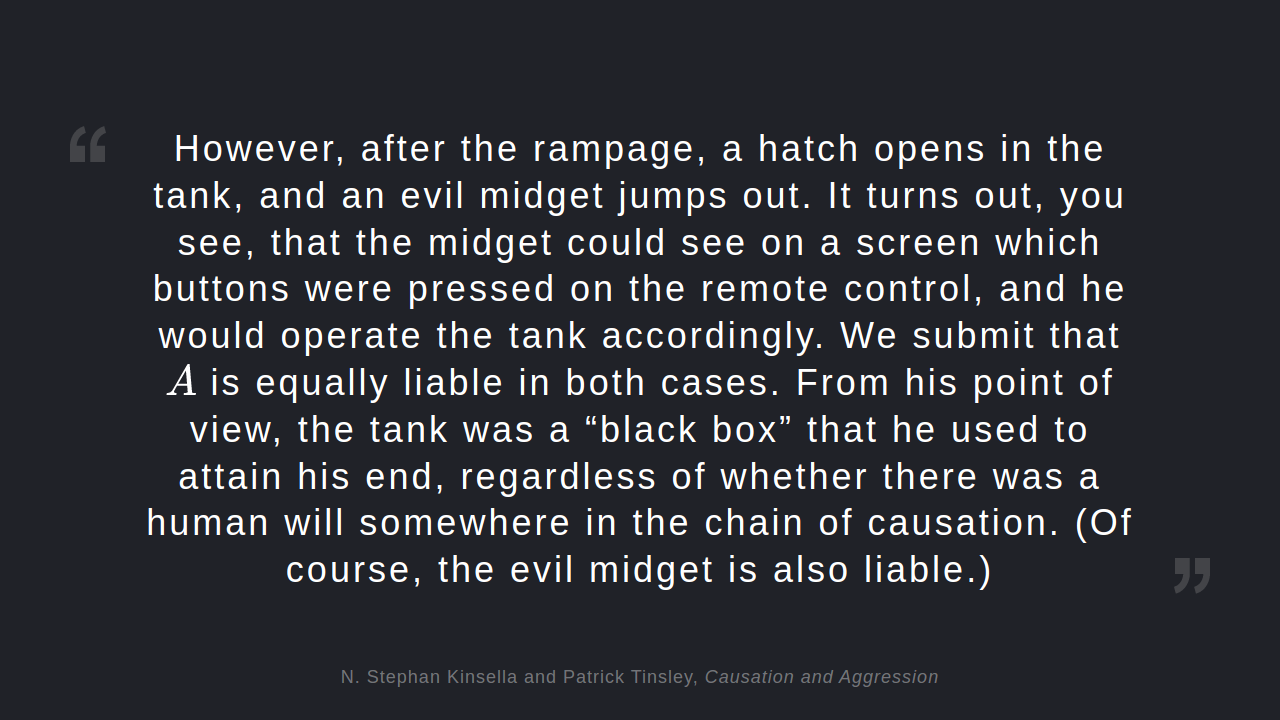 “
However, after the rampage, a hatch opens in the
tank, and an evil midget jumps out. It turns out, you
see, that the midget could see on a screen which
buttons were pressed on the remote control, and he
would operate the tank accordingly. We submit that
A is equally liable in both cases. From his point of
view, the tank was a “black box” that he used to
attain his end, regardless of whether there was a
human will somewhere in the chain of causation. (Of
course, the evil midget is also liable.)
”
N. Stephan Kinsella and Patrick Tinsley, Causation and Aggression